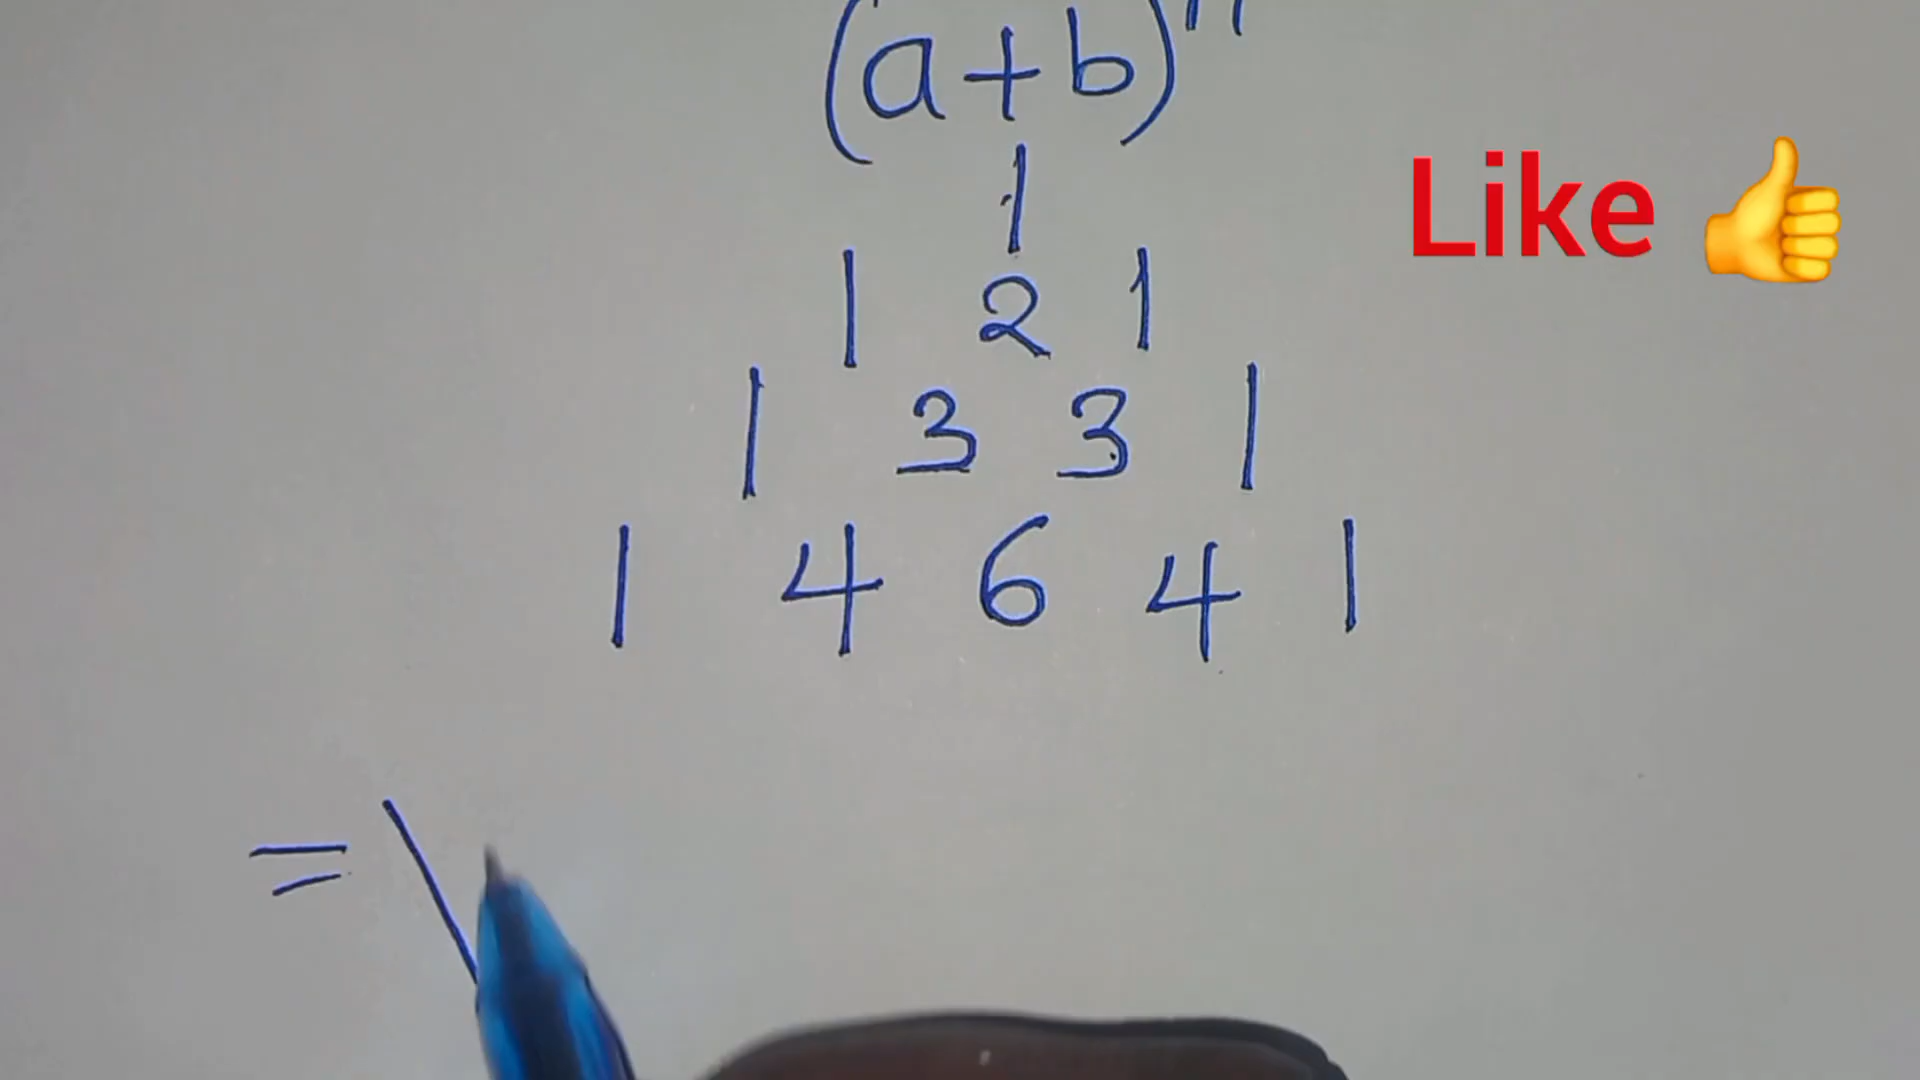 (a+b)ⁿ
1
Like 👍
1 2 1
1 3 3 1
1 4 6 4 1
=